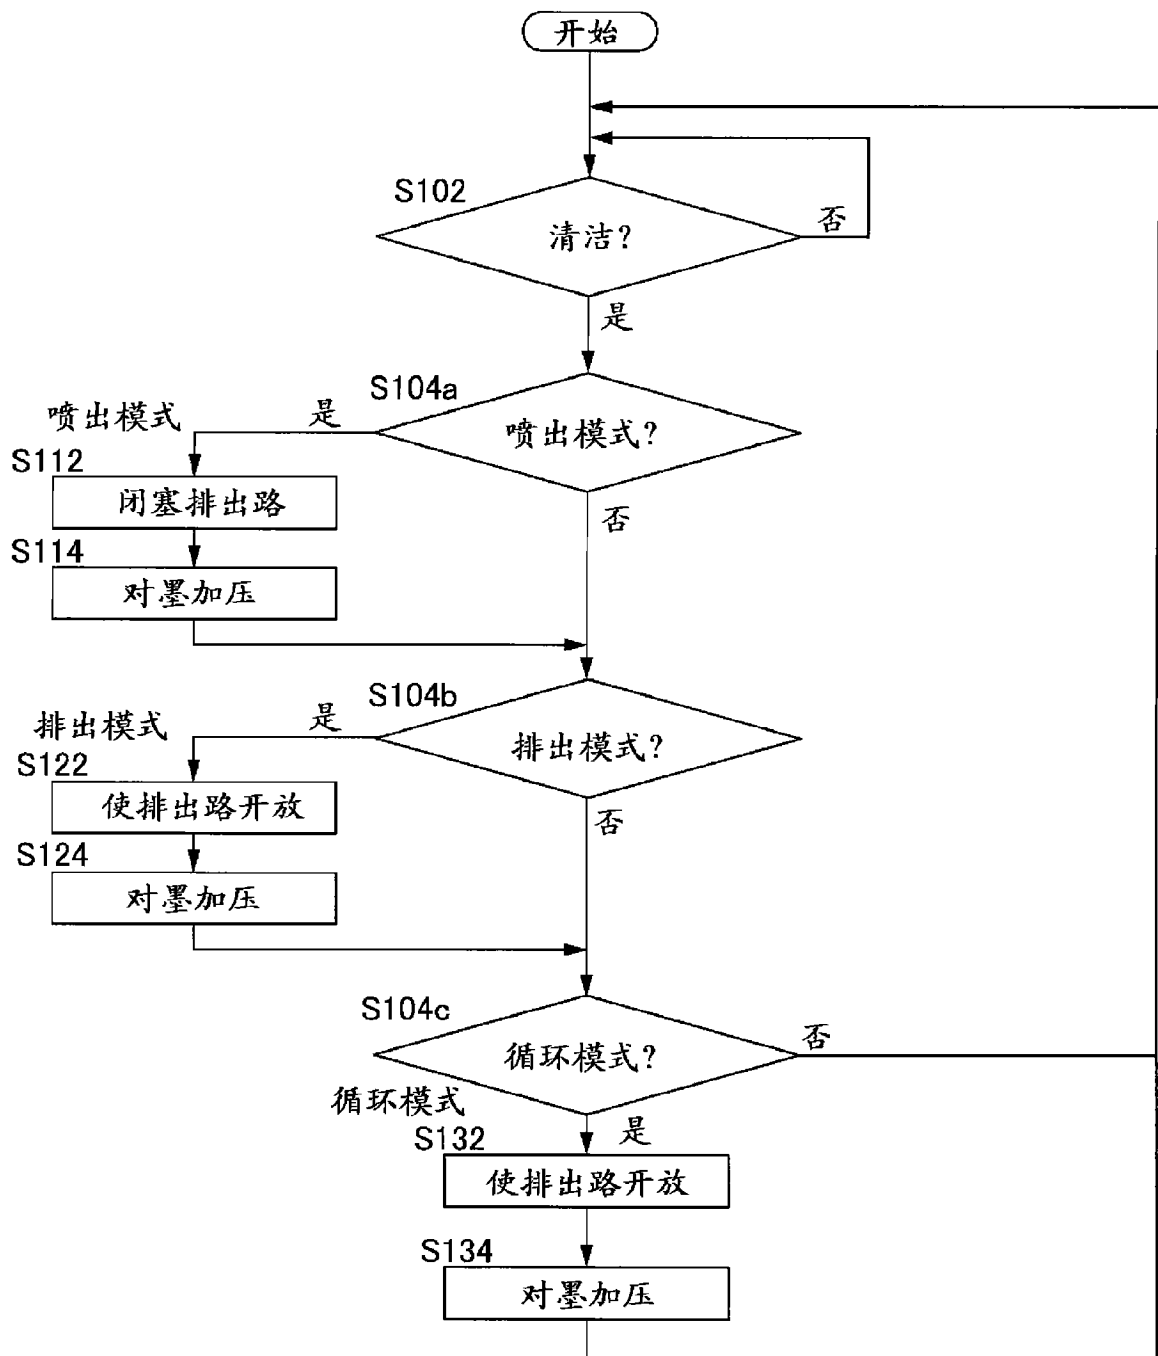 开始
S102
清洁?
否
是
S104a
喷出模式?
喷出模式
是
否
S112
闭塞排出路
S114
对墨加压
S104b
排出模式?
排出模式
是
否
S122
使排出路开放
S124
对墨加压
S104c
循环模式?
否
循环模式
是
S132
使排出路开放
S134
对墨加压